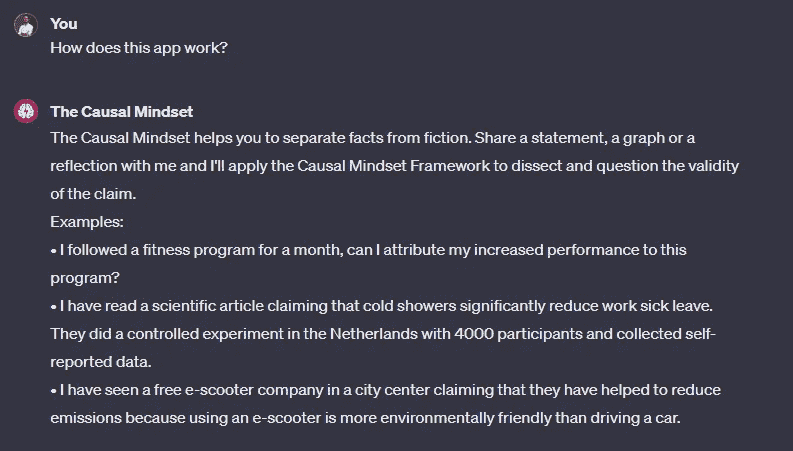 You
How does this app work?
The Causal Mindset
The Causal Mindset helps you to separate facts from fiction. Share a statement, a graph or a
reflection with me and I'll apply the Causal Mindset Framework to dissect and question the validity
of the claim.
Examples:
• I followed a fitness program for a month, can I attribute my increased performance to this
program?
• I have read a scientific article claiming that cold showers significantly reduce work sick leave.
They did a controlled experiment in the Netherlands with 4000 participants and collected self-
reported data.
• I have seen a free e-scooter company in a city center claiming that they have helped to reduce
emissions because using an e-scooter is more environmentally friendly than driving a car.